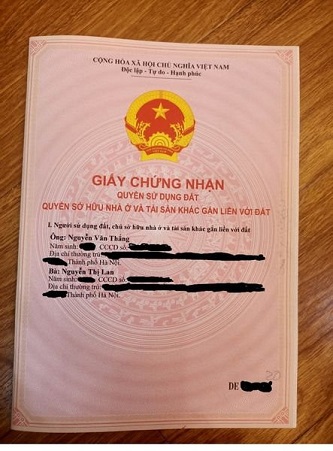 CỘNG HÒA XÃ HỘI CHỦ NGHĨA VIỆT NAM
Độc lập - Tự do - Hạnh phúc
VIỆT NAM
GIẤY CHỨNG NHẬN
QUYỀN SỬ DỤNG ĐẤT
QUYỀN SỞ HỮU NHÀ Ở VÀ TÀI SẢN KHÁC GẮN LIỀN VỚI ĐẤT
I. Người sử dụng đất, chủ sở hữu nhà ở và tài sản khác gắn liền với đất
Ông: Nguyễn Văn Thắng
Năm sinh: CCCD số:
Địa chỉ thường trú:
Thành phố Hà Nội.
Bà: Nguyễn Thị Lan
Năm sinh: CCCD số:
Địa chỉ thường trú:
Thành phố Hà Nội.
DE